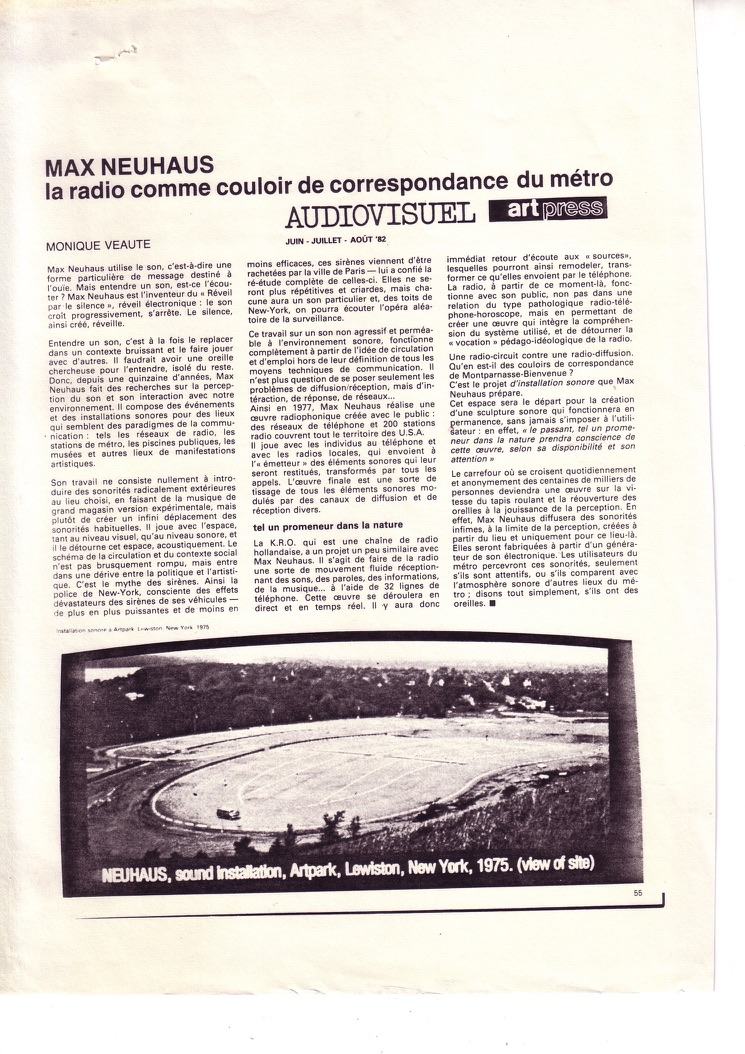 MAX NEUHAUS
la radio comme couloir de correspondance du métro
AUDIOVISUEL artpress
JUIN - JUILLET - AOÛT '82
MONIQUE VEAUTE
Max Neuhaus utilise le son, c'est-à-dire une
forme particulière de message destiné à
l'ouïe. Mais entendre un son, est-ce l'écou-
ter ? Max Neuhaus est l'inventeur du « Réveil
par le silence », réveil électronique : le son
croît progressivement, s'arrête. Le silence,
ainsi créé, réveille.
Entendre un son, c'est à la fois le replacer
dans un contexte bruissant et le faire jouer
avec d'autres. Il faudrait avoir une oreille
chercheuse pour l'entendre, isolé du reste.
Donc, depuis une quinzaine d'années, Max
Neuhaus fait des recherches sur la percep-
tion du son et son interaction avec notre
environnement. Il compose des événements
et des installations sonores pour des lieux
qui semblent des paradigmes de la commu-
nication : tels les réseaux de radio, les
stations de métro, les piscines publiques, les
musées et autres lieux de manifestations
artistiques.
Son travail ne consiste nullement à intro-
duire des sonorités radicalement extérieures
au lieu choisi, en faisant de la musique de
grand magasin version expérimentale, mais
plutôt de créer un infini déplacement des
sonorités habituelles. Il joue avec l'espace,
tant au niveau visuel, qu'au niveau sonore, et
il le détourne cet espace, acoustiquement. Le
schéma de la circulation et du contexte social
n'est pas brusquement rompu, mais entre
dans une dérive entre la politique et l'artisti-
que. C'est le mythe des sirènes. Ainsi la
police de New-York, consciente des effets
dévastateurs des sirènes de ses véhicules —
de plus en plus puissantes et de moins en
moins efficaces, ces sirènes viennent d'être
rachetées par la ville de Paris — lui a confié la
ré-étude complète de celles-ci. Elles ne se-
ront plus répétitives et criardes, mais cha-
cune aura un son particulier et, des toits de
New-York, on pourra écouter l'opéra aléa-
toire de la surveillance.
Ce travail sur un son non agressif et perméa-
ble à l'environnement sonore, fonctionne
complètement à partir de l'idée de circulation
et d'emploi hors de leur définition de tous les
moyens techniques de communication. Il
n'est plus question de se poser seulement les
problèmes de diffusion/réception, mais d'in-
téraction, de réponse, de réseaux...
Ainsi en 1977, Max Neuhaus réalise une
œuvre radiophonique créée avec le public :
des réseaux de téléphone et 200 stations
radio couvrent tout le territoire des U.S.A.
Il joue avec les individus au téléphone et
avec les radios locales, qui envoient à
l'« émetteur » des éléments sonores qui leur
seront restitués, transformés par tous les
appels. L'œuvre finale est une sorte de
tissage de tous les éléments sonores mo-
dulés par des canaux de diffusion et de
réception divers.
tel un promeneur dans la nature
La K.R.O. qui est une chaîne de radio
hollandaise, a un projet un peu similaire avec
Max Neuhaus. Il s'agit de faire de la radio
une sorte de mouvement fluide réception-
nant des sons, des paroles, des informations,
de la musique... à l'aide de 32 lignes de
téléphone. Cette œuvre se déroulera en
direct et en temps réel. Il y aura donc
immédiat retour d'écoute aux « sources»,
lesquelles pourront ainsi remodeler, trans-
former ce qu'elles envoient par le téléphone.
La radio, à partir de ce moment-là, fonc-
tionne avec son public, non pas dans une
relation du type pathologique radio-télé-
phone-horoscope, mais en permettant de
créer une œuvre qui intègre la compréhen-
sion du système utilisé, et de détourner la
« vocation » pédago-idéologique de la radio.
Une radio-circuit contre une radio-diffusion.
Qu'en est-il des couloirs de correspondance
de Montparnasse-Bienvenue ?
C'est le projet d'installation sonore que Max
Neuhaus prépare.
Cet espace sera le départ pour la création
d'une sculpture sonore qui fonctionnera en
permanence, sans jamais s'imposer à l'utili-
sateur : en effet, « le passant, tel un prome-
neur dans la nature prendra conscience de
cette œuvre, selon sa disponibilité et son
attention »
Le carrefour où se croisent quotidiennement
et anonymement des centaines de milliers de
personnes deviendra une œuvre sur la vi-
tesse du tapis roulant et la réouverture des
oreilles à la jouissance de la perception. En
effet, Max Neuhaus diffusera des sonorités
infimes, à la limite de la perception, créées à
partir du lieu et uniquement pour ce lieu-là.
Elles seront fabriquées à partir d'un généra-
teur de son électronique. Les utilisateurs du
métro percevront ces sonorités, seulement
s'ils sont attentifs, ou s'ils comparent avec
l'atmosphère sonore d'autres lieux du mé-
tro ; disons tout simplement, s'ils ont des
oreilles. ■
Installation sonore à Artpark. Lewiston. New York. 1975
NEUHAUS, sound installation, Artpark, Lewiston, New York, 1975. (view of site)
55